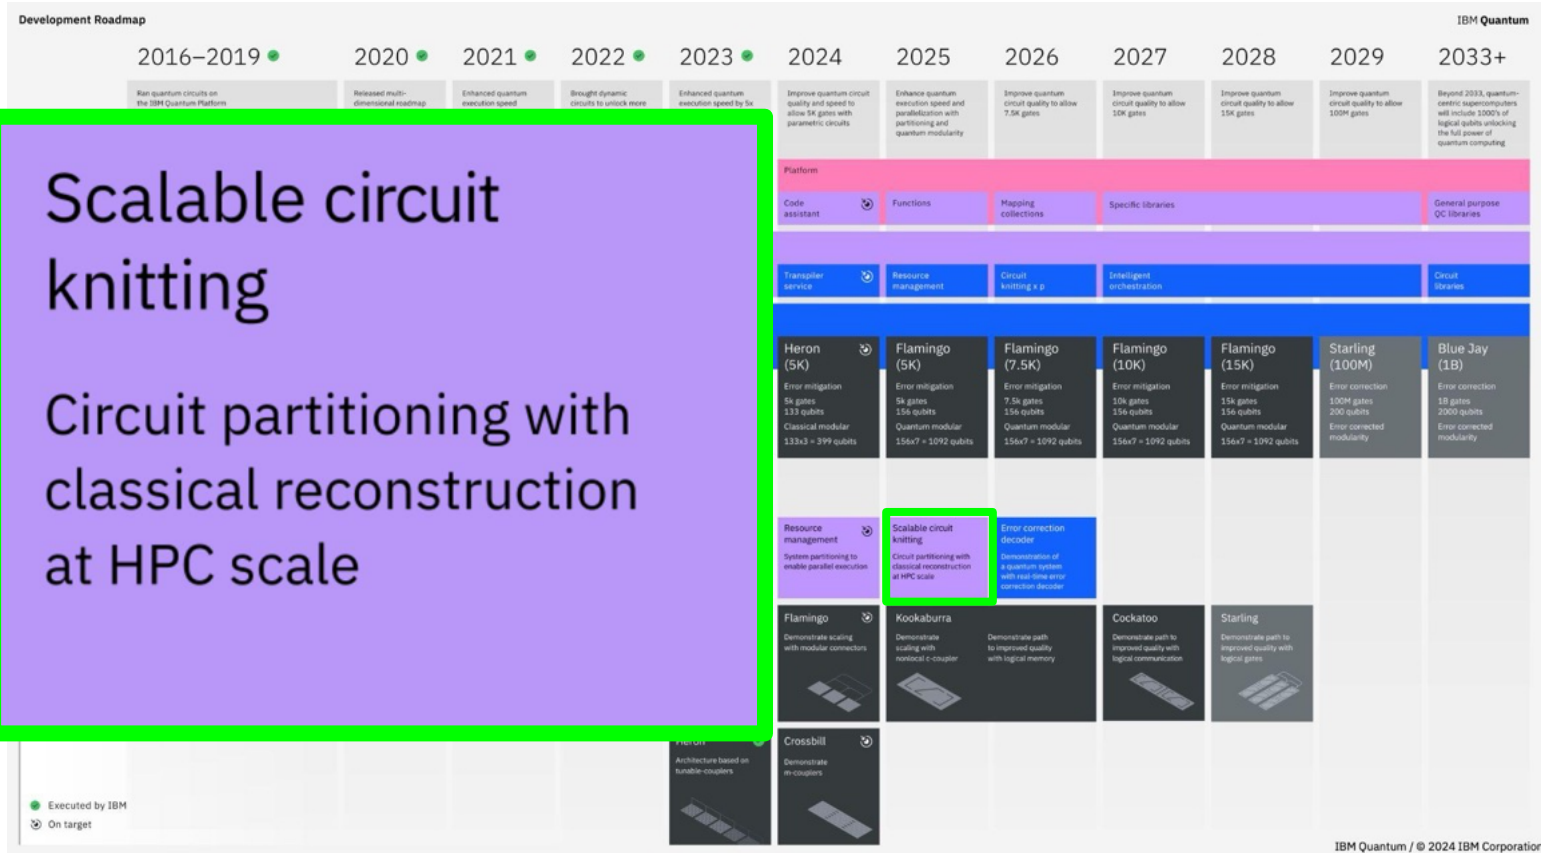 Development Roadmap
IBM Quantum
2016–2019
2020
2021
2022
2023
2024
2025
2026
2027
2028
2029
2033+
Ran quantum circuits on
the IBM Quantum Platform
Released multi-
dimensional roadmap
Enhanced quantum
execution speed
Brought dynamic
circuits to unlock more
Enhanced quantum
execution speed by 5x
Improve quantum circuit
quality and speed to
allow 5K gates with
parametric circuits
Enhance quantum
execution speed and
parallelization with
partitioning and
quantum modularity
Improve quantum
circuit quality to allow
7.5K gates
Improve quantum
circuit quality to allow
10K gates
Improve quantum
circuit quality to allow
15K gates
Improve quantum
circuit quality to allow
100M gates
Beyond 2033, quantum-
centric supercomputers
will include 1000's of
logical qubits unlocking
the full power of
quantum computing
Scalable circuit
knitting
Circuit partitioning with
classical reconstruction
at HPC scale
Platform
Code
assistant
Functions
Mapping
collections
Specific libraries
General purpose
QC libraries
Transpiler
service
Resource
management
Circuit
knitting x p
Intelligent
orchestration
Circuit
libraries
Heron
(5K)
Error mitigation
5k gates
133 qubits
Classical modular
133x3 = 399 qubits
Flamingo
(5K)
Error mitigation
5k gates
156 qubits
Quantum modular
156x7 = 1092 qubits
Flamingo
(7.5K)
Error mitigation
7.5k gates
156 qubits
Quantum modular
156x7 = 1092 qubits
Flamingo
(10K)
Error mitigation
10k gates
156 qubits
Quantum modular
156x7 = 1092 qubits
Flamingo
(15K)
Error mitigation
15k gates
156 qubits
Quantum modular
156x7 = 1092 qubits
Starling
(100M)
Error correction
100M gates
200 qubits
Error corrected
modularity
Blue Jay
(1B)
Error correction
1B gates
2000 qubits
Error corrected
modularity
Resource
management
System partitioning to
enable parallel execution
Scalable circuit
knitting
Circuit partitioning with
classical reconstruction
at HPC scale
Error correction
decoder
Demonstration of
a quantum system
with real-time error
correction decoder
Flamingo
Demonstrate scaling
with modular connectors
Kookaburra
Demonstrate
scaling with
nonlocal c-coupler
Demonstrate path
to improved quality
with logical memory
Cockatoo
Demonstrate path to
improved quality with
logical communication
Starling
Demonstrate path to
improved quality with
logical gates
Heron
Architecture based on
tunable-couplers
Crossbill
Demonstrate
m-couplers
Executed by IBM
On target
IBM Quantum / © 2024 IBM Corporation